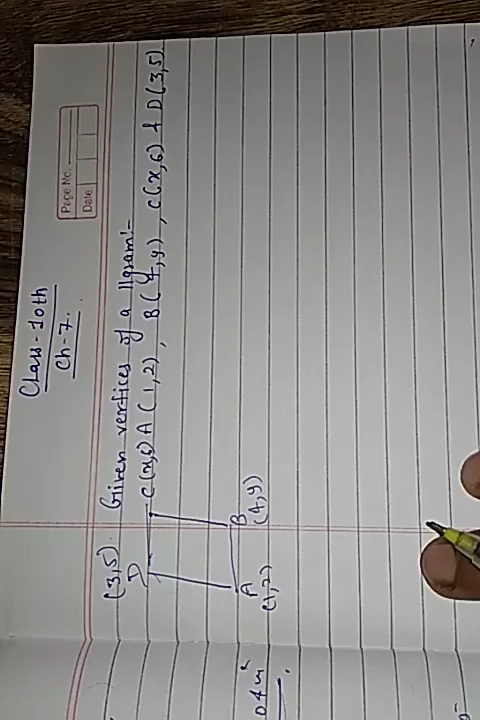 Class-10th
Ch-7.
Page No.
Date
Given vertices of a llgram:-
A(1,2), B(4,y), C(x,6) & D(3,5)
(3,5)
D
C(x,6)
A
(1,2)
B
(4,y)